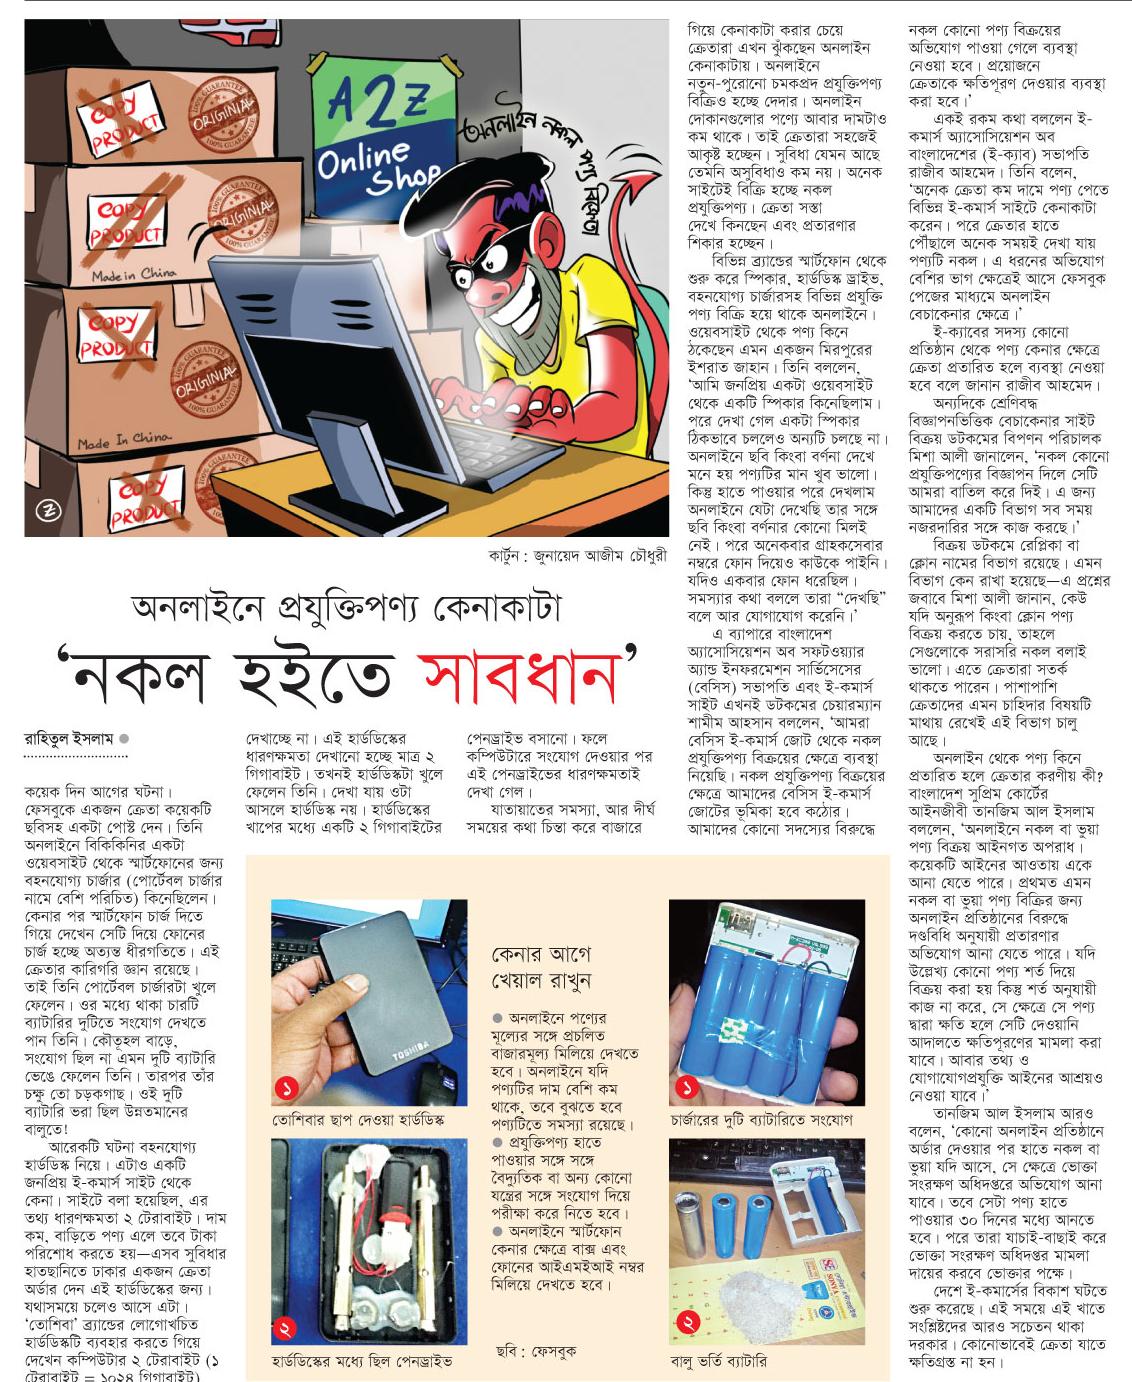 COPY
PRODUCT
100% GUARANTEE
ORIGINIAL
100% GUARANTEE
COPY
PRODUCT
100% GUARANTEE
ORIGINIAL
100% GUARANTEE
Made in China
COPY
PRODUCT
100% GUARANTEE
ORIGINIAL
100% GUARANTEE
Made In China
COPY
PRODUCT
A2Z
Online
Shop
অনলাইন নকল পণ্য বিক্রেতা
কার্টুন : জুনায়েদ আজীম চৌধুরী
অনলাইনে প্রযুক্তিপণ্য কেনাকাটা
‘নকল হইতে সাবধান’
রাহিতুল ইসলাম ●
কয়েক দিন আগের ঘটনা।
ফেসবুকে একজন ক্রেতা কয়েকটি
ছবিসহ একটা পোস্ট দেন। তিনি
অনলাইনে বিকিকিনির একটা
ওয়েবসাইট থেকে স্মার্টফোনের জন্য
বহনযোগ্য চার্জার (পোর্টেবল চার্জার
নামে বেশি পরিচিত) কিনেছিলেন।
কেনার পর স্মার্টফোন চার্জ দিতে
গিয়ে দেখেন সেটি দিয়ে ফোনের
চার্জ হচ্ছে অত্যন্ত ধীরগতিতে। এই
ক্রেতার কারিগরি জ্ঞান রয়েছে।
তাই তিনি পোর্টেবল চার্জারটা খুলে
ফেলেন। ওর মধ্যে থাকা চারটি
ব্যাটারির দুটিতে সংযোগ দেখতে
পান তিনি। কৌতূহল বাড়ে,
সংযোগ ছিল না এমন দুটি ব্যাটারি
ভেঙে ফেলেন তিনি। তারপর তাঁর
চক্ষু তো চড়কগাছ। ওই দুটি
ব্যাটারি ভরা ছিল উন্নতমানের
বালুতে!
আরেকটি ঘটনা বহনযোগ্য
হার্ডডিস্ক নিয়ে। এটাও একটি
জনপ্রিয় ই-কমার্স সাইট থেকে
কেনা। সাইটে বলা হয়েছিল, এর
তথ্য ধারণক্ষমতা ২ টেরাবাইট। দাম
কম, বাড়িতে পণ্য এলে তবে টাকা
পরিশোধ করতে হয়—এসব সুবিধার
হাতছানিতে ঢাকার একজন ক্রেতা
অর্ডার দেন এই হার্ডডিস্কের জন্য।
যথাসময়ে চলেও আসে এটা।
‘তোশিবা’ ব্র্যান্ডের লোগোখচিত
হার্ডডিস্কটি ব্যবহার করতে গিয়ে
দেখেন কম্পিউটার ২ টেরাবাইট (১
টেরাবাইট = ১০২৪ গিগাবাইট)
দেখাচ্ছে না। এই হার্ডডিস্কের
ধারণক্ষমতা দেখানো হচ্ছে মাত্র ২
গিগাবাইট। তখনই হার্ডডিস্কটা খুলে
ফেলেন তিনি। দেখা যায় ওটা
আসলে হার্ডডিস্ক নয়। হার্ডডিস্কের
খাপের মধ্যে একটি ২ গিগাবাইটের
পেনড্রাইভ বসানো। ফলে
কম্পিউটারে সংযোগ দেওয়ার পর
এই পেনড্রাইভের ধারণক্ষমতাই
দেখা গেল।
যাতায়াতের সমস্যা, আর দীর্ঘ
সময়ের কথা চিন্তা করে বাজারে
গিয়ে কেনাকাটা করার চেয়ে
ক্রেতারা এখন ঝুঁকছেন অনলাইন
কেনাকাটায়। অনলাইনে
নতুন-পুরোনো চমকপ্রদ প্রযুক্তিপণ্য
বিক্রিও হচ্ছে দেদার। অনলাইন
দোকানগুলোর পণ্যে আবার দামটাও
কম থাকে। তাই ক্রেতারা সহজেই
আকৃষ্ট হচ্ছেন। সুবিধা যেমন আছে
তেমনি অসুবিধাও কম নয়। অনেক
সাইটেই বিক্রি হচ্ছে নকল
প্রযুক্তিপণ্য। ক্রেতা সস্তা
দেখে কিনছেন এবং প্রতারণার
শিকার হচ্ছেন।
বিভিন্ন ব্র্যান্ডের স্মার্টফোন থেকে
শুরু করে স্পিকার, হার্ডডিস্ক ড্রাইভ,
বহনযোগ্য চার্জারসহ বিভিন্ন প্রযুক্তি
পণ্য বিক্রি হয়ে থাকে অনলাইনে।
ওয়েবসাইট থেকে পণ্য কিনে
ঠকেছেন এমন একজন মিরপুরের
ইশরাত জাহান। তিনি বললেন,
‘আমি জনপ্রিয় একটা ওয়েবসাইট
থেকে একটি স্পিকার কিনেছিলাম।
পরে দেখা গেল একটা স্পিকার
ঠিকভাবে চললেও অন্যটি চলছে না।
অনলাইনে ছবি কিংবা বর্ণনা দেখে
মনে হয় পণ্যটির মান খুব ভালো।
কিন্তু হাতে পাওয়ার পরে দেখলাম
অনলাইনে যেটা দেখেছি তার সঙ্গে
ছবি কিংবা বর্ণনার কোনো মিলই
নেই। পরে অনেকবার গ্রাহকসেবার
নম্বরে ফোন দিয়েও কাউকে পাইনি।
যদিও একবার ফোন ধরেছিল।
সমস্যার কথা বললে তারা “দেখছি”
বলে আর যোগাযোগ করেনি।’
এ ব্যাপারে বাংলাদেশ
অ্যাসোসিয়েশন অব সফটওয়্যার
অ্যান্ড ইনফরমেশন সার্ভিসেসের
(বেসিস) সভাপতি এবং ই-কমার্স
সাইট এখনই ডটকমের চেয়ারম্যান
শামীম আহসান বললেন, ‘আমরা
বেসিস ই-কমার্স জোট থেকে নকল
প্রযুক্তিপণ্য বিক্রয়ের ক্ষেত্রে ব্যবস্থা
নিয়েছি। নকল প্রযুক্তিপণ্য বিক্রয়ের
ক্ষেত্রে আমাদের বেসিস ই-কমার্স
জোটের ভূমিকা হবে কঠোর।
আমাদের কোনো সদস্যের বিরুদ্ধে
নকল কোনো পণ্য বিক্রয়ের
অভিযোগ পাওয়া গেলে ব্যবস্থা
নেওয়া হবে। প্রয়োজনে
ক্রেতাকে ক্ষতিপূরণ দেওয়ার ব্যবস্থা
করা হবে।’
একই রকম কথা বললেন ই-
কমার্স অ্যাসোসিয়েশন অব
বাংলাদেশের (ই-ক্যাব) সভাপতি
রাজীব আহমেদ। তিনি বলেন,
‘অনেক ক্রেতা কম দামে পণ্য পেতে
বিভিন্ন ই-কমার্স সাইটে কেনাকাটা
করেন। পরে ক্রেতার হাতে
পৌঁছালে অনেক সময়ই দেখা যায়
পণ্যটি নকল। এ ধরনের অভিযোগ
বেশির ভাগ ক্ষেত্রেই আসে ফেসবুক
পেজের মাধ্যমে অনলাইন
বেচাকেনার ক্ষেত্রে।’
ই-ক্যাবের সদস্য কোনো
প্রতিষ্ঠান থেকে পণ্য কেনার ক্ষেত্রে
ক্রেতা প্রতারিত হলে ব্যবস্থা নেওয়া
হবে বলে জানান রাজীব আহমেদ।
অন্যদিকে শ্রেণিবদ্ধ
বিজ্ঞাপনভিত্তিক বেচাকেনার সাইট
বিক্রয় ডটকমের বিপণন পরিচালক
মিশা আলী জানালেন, ‘নকল কোনো
প্রযুক্তিপণ্যের বিজ্ঞাপন দিলে সেটি
আমরা বাতিল করে দিই। এ জন্য
আমাদের একটি বিভাগ সব সময়
নজরদারির সঙ্গে কাজ করছে।’
বিক্রয় ডটকমে রেপ্লিকা বা
ক্লোন নামের বিভাগ রয়েছে। এমন
বিভাগ কেন রাখা হয়েছে—এ প্রশ্নের
জবাবে মিশা আলী জানান, কেউ
যদি অনুরূপ কিংবা ক্লোন পণ্য
বিক্রয় করতে চায়, তাহলে
সেগুলোকে সরাসরি নকল বলাই
ভালো। এতে ক্রেতারা সতর্ক
থাকতে পারেন। পাশাপাশি
ক্রেতাদের এমন চাহিদার বিষয়টি
মাথায় রেখেই এই বিভাগ চালু
আছে।
অনলাইন থেকে পণ্য কিনে
প্রতারিত হলে ক্রেতার করণীয় কী?
বাংলাদেশ সুপ্রিম কোর্টের
আইনজীবী তানজিম আল ইসলাম
বললেন, ‘অনলাইনে নকল বা ভুয়া
পণ্য বিক্রয় আইনগত অপরাধ।
কয়েকটি আইনের আওতায় একে
আনা যেতে পারে। প্রথমত এমন
নকল বা ভুয়া পণ্য বিক্রির জন্য
অনলাইন প্রতিষ্ঠানের বিরুদ্ধে
দণ্ডবিধি অনুযায়ী প্রতারণার
অভিযোগ আনা যেতে পারে। যদি
উল্লেখ্য কোনো পণ্য শর্ত দিয়ে
বিক্রয় করা হয় কিন্তু শর্ত অনুযায়ী
কাজ না করে, সে ক্ষেত্রে সে পণ্য
দ্বারা ক্ষতি হলে সেটি দেওয়ানি
আদালতে ক্ষতিপূরণের মামলা করা
যাবে। আবার তথ্য ও
যোগাযোগপ্রযুক্তি আইনের আশ্রয়ও
নেওয়া যাবে।’
তানজিম আল ইসলাম আরও
বলেন, ‘কোনো অনলাইন প্রতিষ্ঠানে
অর্ডার দেওয়ার পর হাতে নকল বা
ভুয়া যদি আসে, সে ক্ষেত্রে ভোক্তা
সংরক্ষণ অধিদপ্তরে অভিযোগ আনা
যাবে। তবে সেটা পণ্য হাতে
পাওয়ার ৩০ দিনের মধ্যে আনতে
হবে। পরে তারা যাচাই-বাছাই করে
ভোক্তা সংরক্ষণ অধিদপ্তর মামলা
দায়ের করবে ভোক্তার পক্ষে।
দেশে ই-কমার্সের বিকাশ ঘটতে
শুরু করেছে। এই সময়ে এই খাতে
সংশ্লিষ্টদের আরও সচেতন থাকা
দরকার। কোনোভাবেই ক্রেতা যাতে
ক্ষতিগ্রস্ত না হন।
TOSHIBA
১
তোশিবার ছাপ দেওয়া হার্ডডিস্ক
২
হার্ডডিস্কের মধ্যে ছিল পেনড্রাইভ
কেনার আগে
খেয়াল রাখুন
● অনলাইনে পণ্যের
মূল্যের সঙ্গে প্রচলিত
বাজারমূল্য মিলিয়ে দেখতে
হবে। অনলাইনে যদি
পণ্যটির দাম বেশি কম
থাকে, তবে বুঝতে হবে
পণ্যটিতে সমস্যা রয়েছে।
● প্রযুক্তিপণ্য হাতে
পাওয়ার সঙ্গে সঙ্গে
বৈদ্যুতিক বা অন্য কোনো
যন্ত্রের সঙ্গে সংযোগ দিয়ে
পরীক্ষা করে নিতে হবে।
● অনলাইনে স্মার্টফোন
কেনার ক্ষেত্রে বাক্স এবং
ফোনের আইএমইআই নম্বর
মিলিয়ে দেখতে হবে।
ছবি : ফেসবুক
১
চার্জারের দুটি ব্যাটারিতে সংযোগ
২
বালু ভর্তি ব্যাটারি